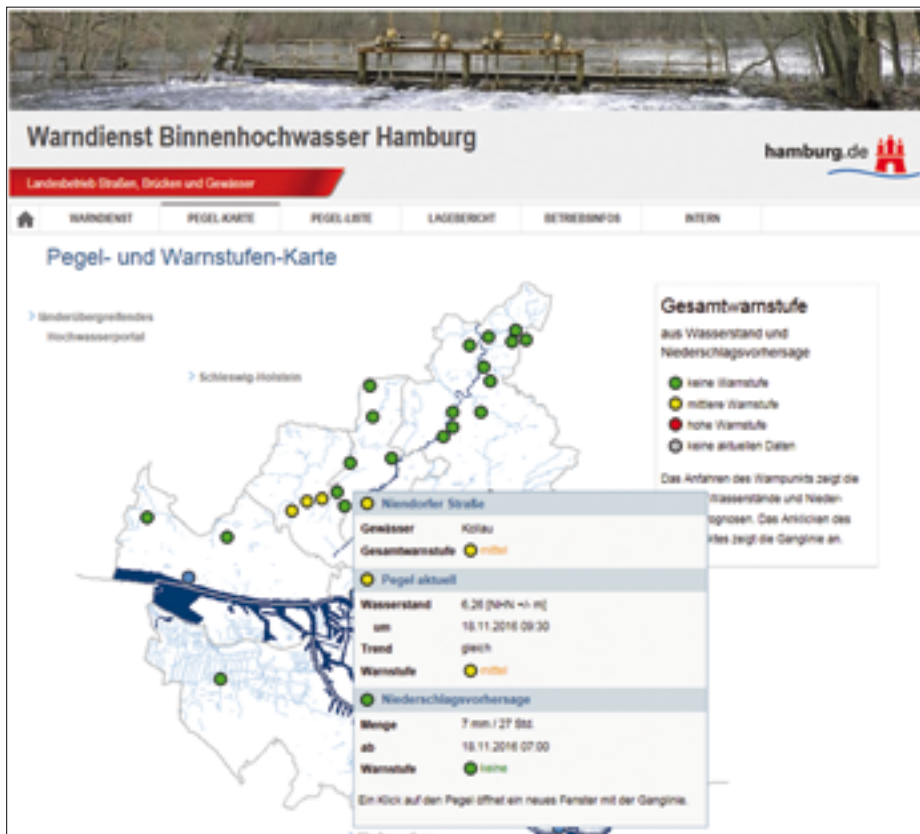 Warndienst Binnenhochwasser Hamburg
hamburg.de
Landesbetrieb Straßen, Brücken und Gewässer
WARNDIENST PEGEL-KARTE PEGEL-LISTE LAGEBERICHT BETRIEBSINFOS INTERN
Pegel- und Warnstufen-Karte
länderübergreifendes
Hochwasserportal
Schleswig-Holstein
Gesamtwarnstufe
aus Wasserstand und
Niederschlagsvorhersage
keine Warnstufe
mittlere Warnstufe
hohe Warnstufe
keine aktuellen Daten
Das Anfahren des Warnpunkts zeigt die
Wasserstände und Nieder-
ognosen. Das Anklicken des
ktes zeigt die Ganglinie an.
Niendorfer Straße
Gewässer Kollau
Gesamtwarnstufe mittel
Pegel aktuell
Wasserstand 6,26 [NHN +/- m]
um 18.11.2016 09:30
Trend gleich
Warnstufe mittel
Niederschlagsvorhersage
Menge 7 mm / 27 Std.
ab 18.11.2016 07:00
Warnstufe keine
Ein Klick auf den Pegel öffnet ein neues Fenster mit der Ganglinie.